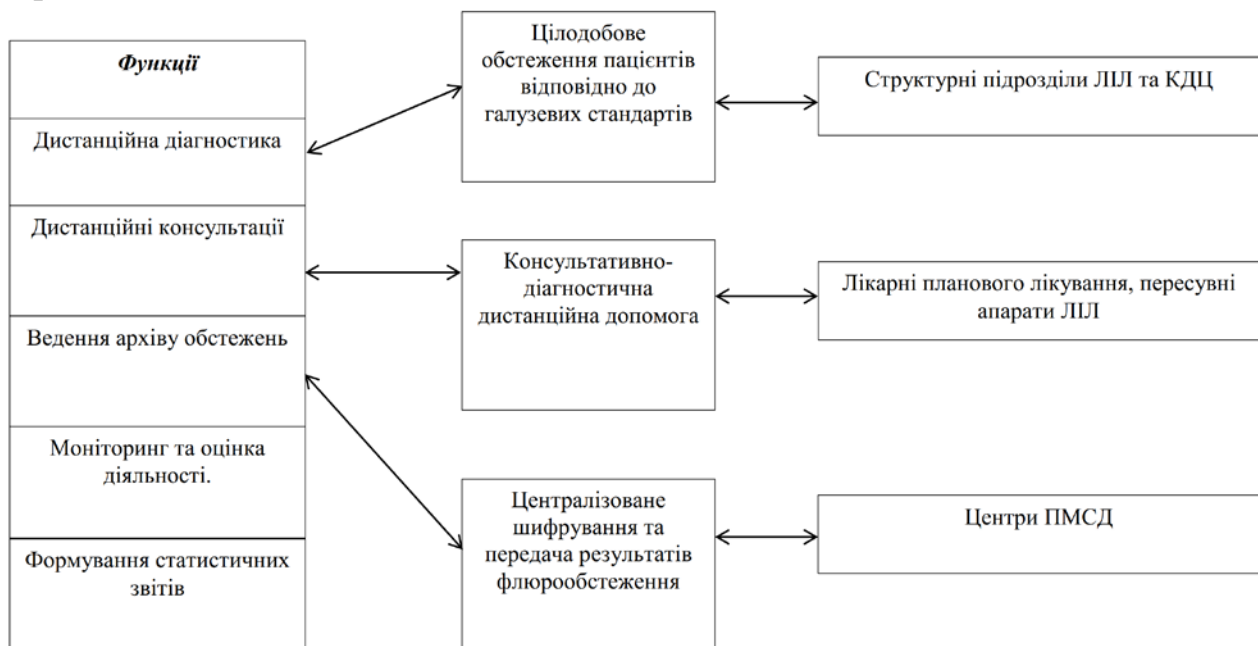 Функції
Дистанційна діагностика
Дистанційні консультації
Ведення архіву обстежень
Моніторинг та оцінка
діяльності.
Формування статистичних
звітів
Цілодобове
обстеження пацієнтів
відповідно до
галузевих стандартів
Консультативно-
діагностична
дистанційна допомога
Централізоване
шифрування та
передача результатів
флюрообстеження
Структурні підрозділи ЛІЛ та КДЦ
Лікарні планового лікування, пересувні
апарати ЛІЛ
Центри ПМСД